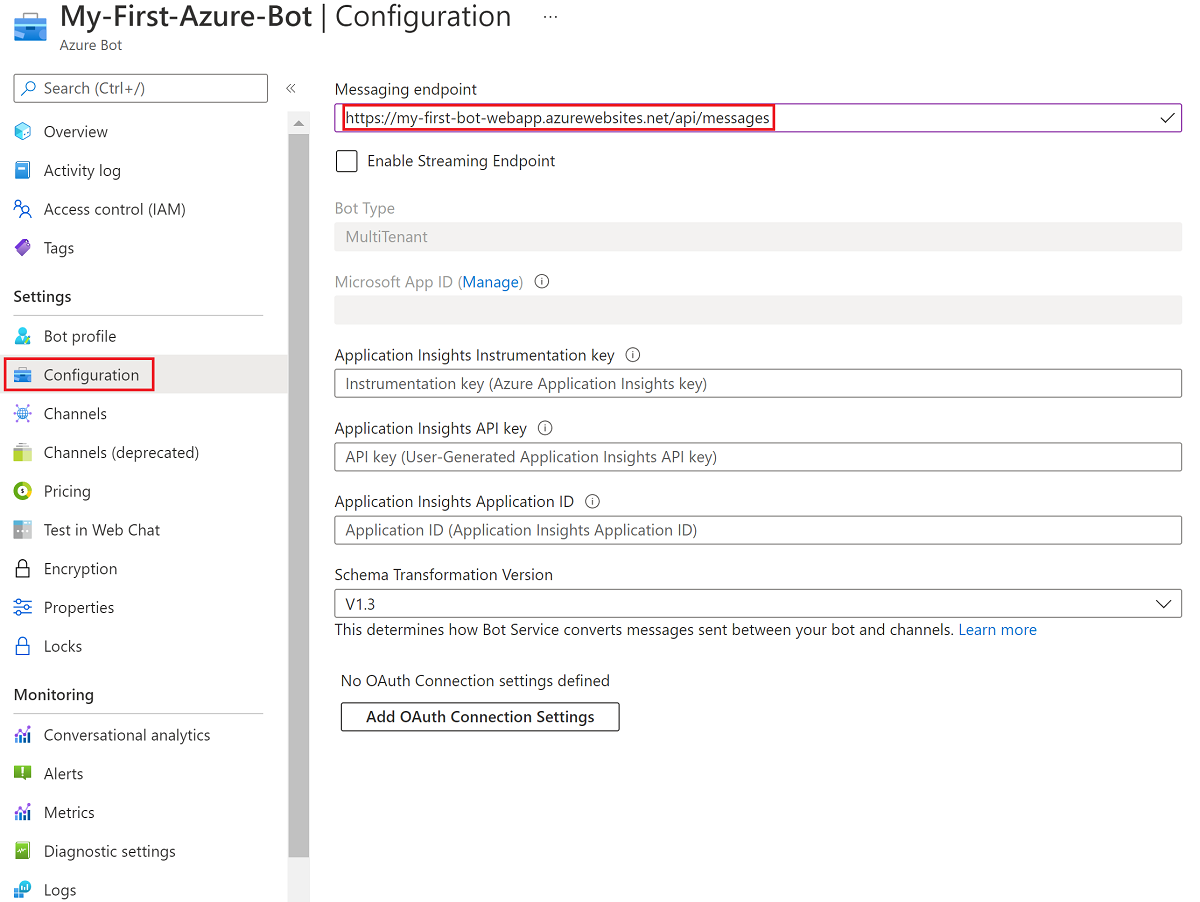 My-First-Azure-Bot | Configuration ...
Azure Bot
Search (Ctrl+/)
«
Overview
Activity log
Access control (IAM)
Tags
Settings
Bot profile
Configuration
Channels
Channels (deprecated)
Pricing
Test in Web Chat
Encryption
Properties
Locks
Monitoring
Conversational analytics
Alerts
Metrics
Diagnostic settings
Logs
Messaging endpoint
https://my-first-bot-webapp.azurewebsites.net/api/messages
Enable Streaming Endpoint
Bot Type
MultiTenant
Microsoft App ID (Manage)
Application Insights Instrumentation key
Instrumentation key (Azure Application Insights key)
Application Insights API key
API key (User-Generated Application Insights API key)
Application Insights Application ID
Application ID (Application Insights Application ID)
Schema Transformation Version
V1.3
This determines how Bot Service converts messages sent between your bot and channels. Learn more
No OAuth Connection settings defined
Add OAuth Connection Settings